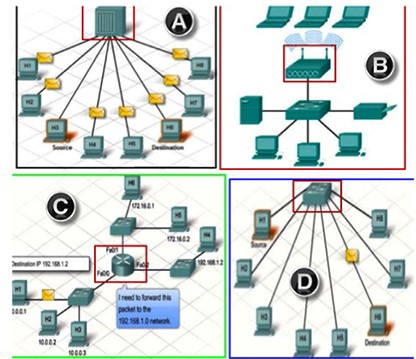 A
H1
H8
H2
H7
H3
H4
H5
H6
Source
Destination
B
C
H6
172.16.0.1
H5
172.16.0.2
H4
Fa0/1
Destination IP 192.168.1.2
Fa0/0
Fa0/2
192.168.1.2
H1
0.0.0.1
I need to forward this
packet to the
192.168.1.0 network.
H2
10.0.0.2
H3
10.0.0.3
H1
Source
H8
H2
D
H7
H3
H4
H5
H6
Destination